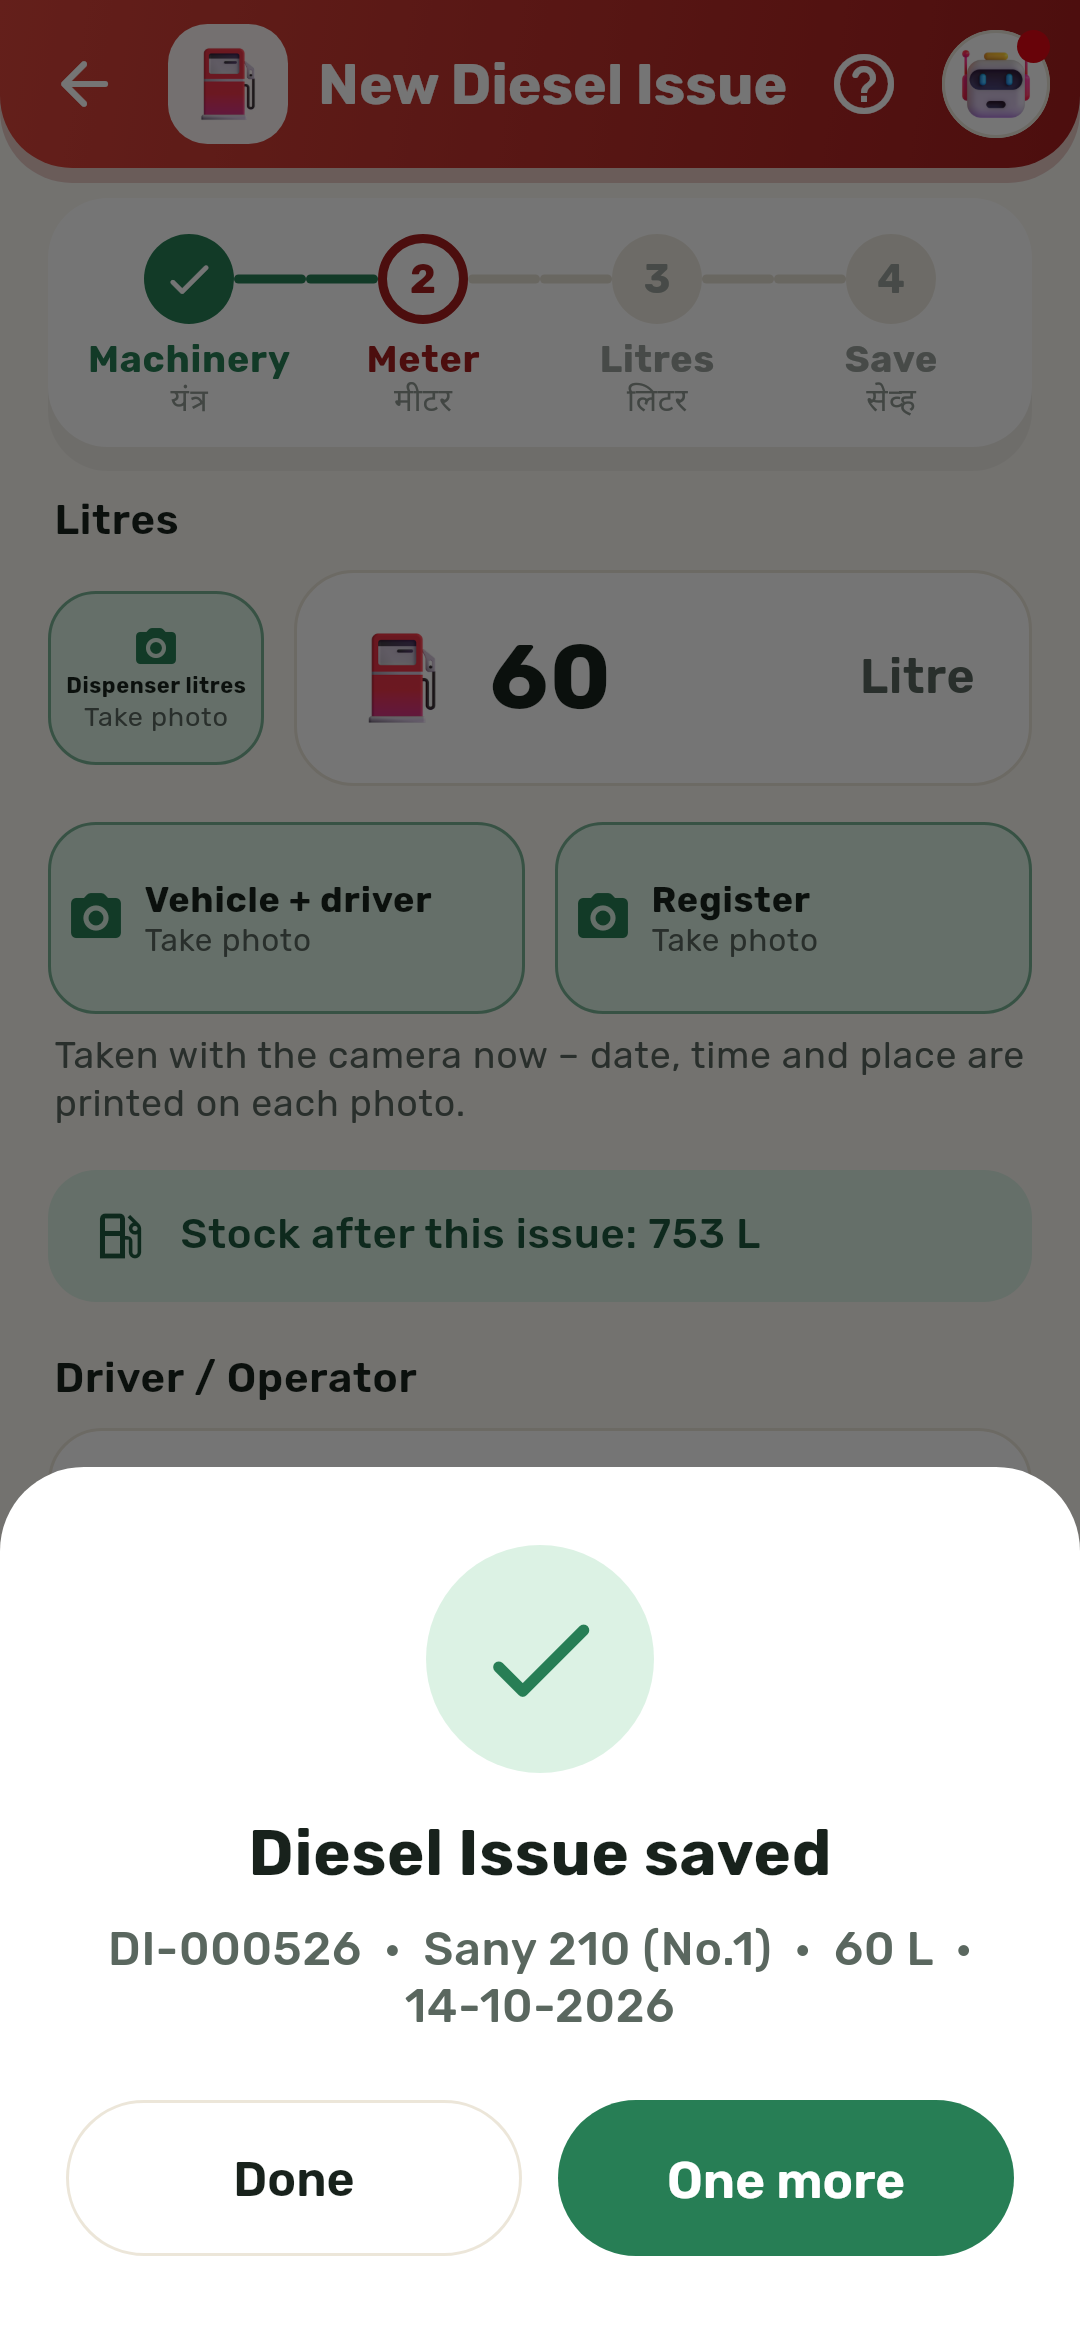 New Diesel Issue
2
3
4
Machinery
Meter
Litres
Save
यंत्र
मीटर
लिटर
सेव्ह
Litres
Dispenser litres
Take photo
60
Litre
Vehicle + driver
Take photo
Register
Take photo
Taken with the camera now – date, time and place are
printed on each photo.
Stock after this issue: 753 L
Driver / Operator
Diesel Issue saved
DI-000526 • Sany 210 (No.1) • 60 L •
14-10-2026
Done
One more